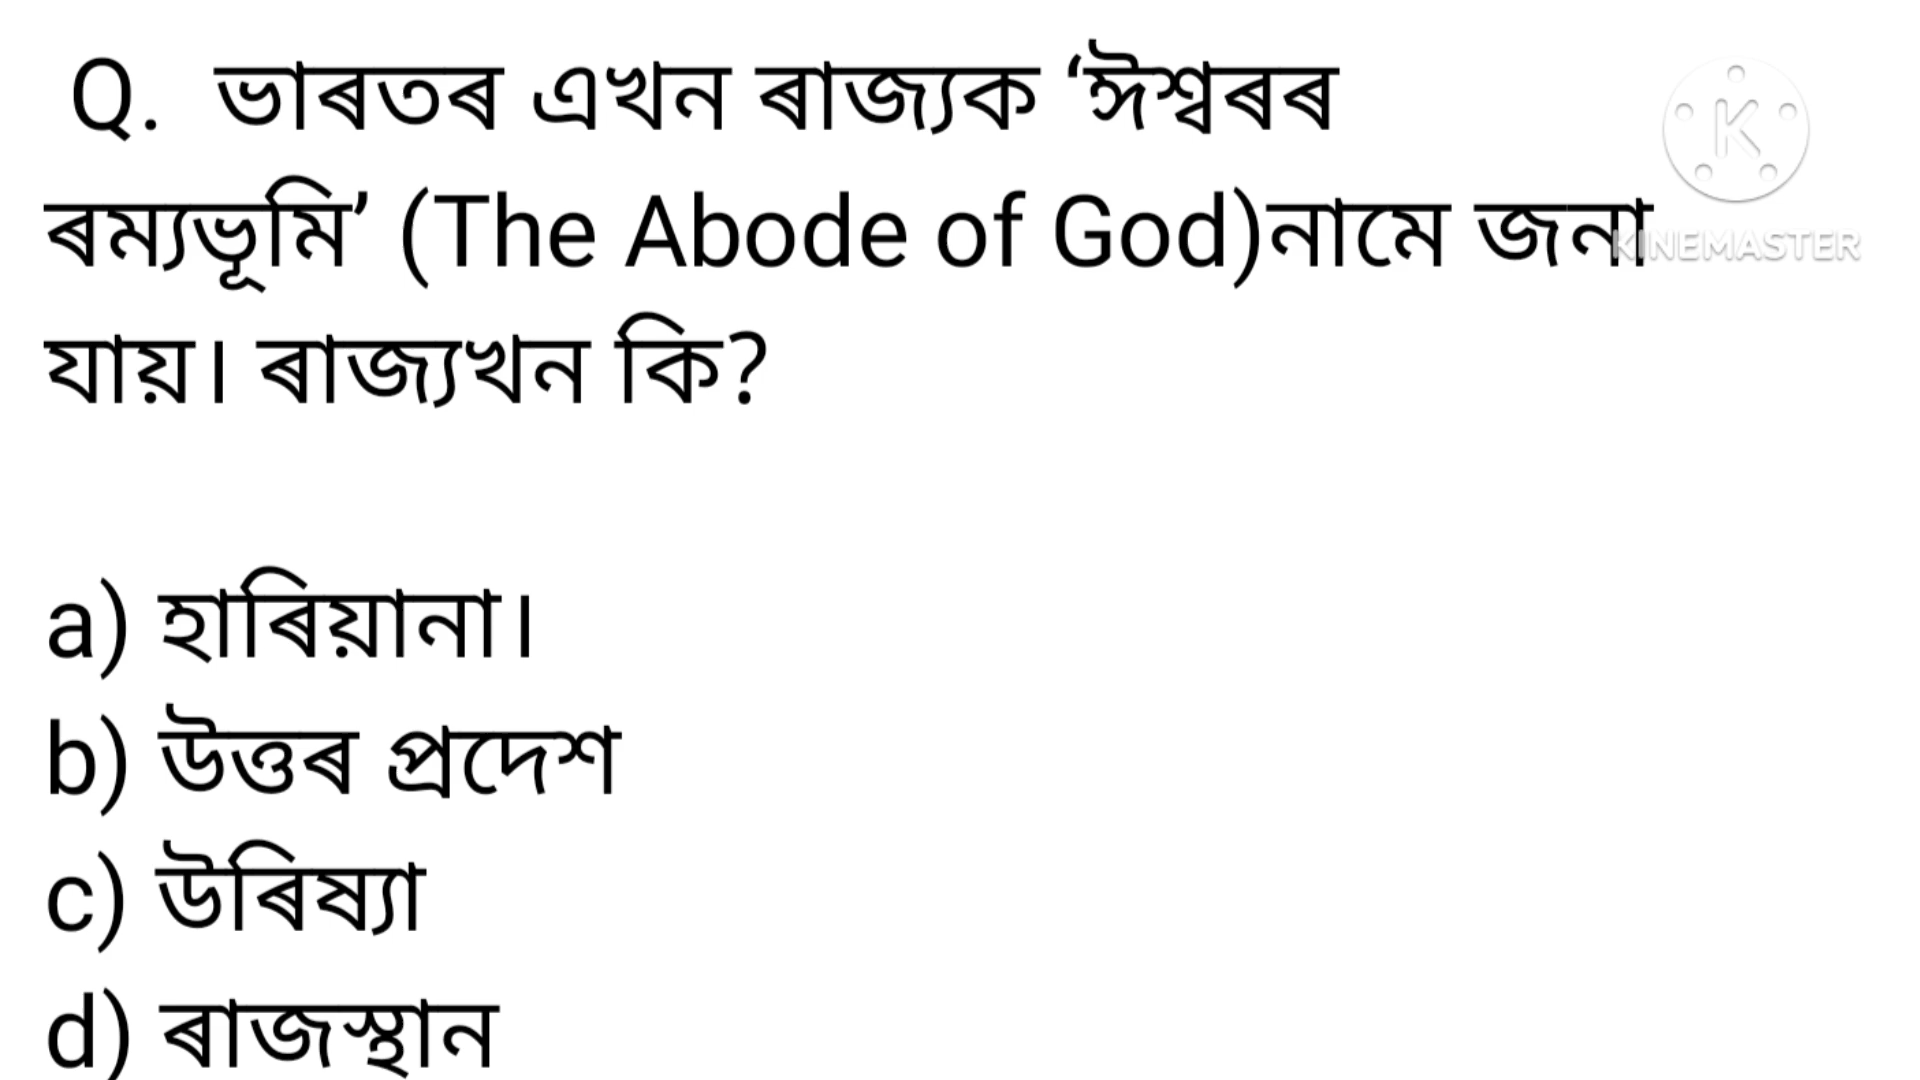 Q. ভাৰতৰ এখন ৰাজ্যক ‘ঈশ্বৰৰ
ৰম্যভূমি’ (The Abode of God)নামে জনা
যায়। ৰাজ্যখন কি?
a) হাৰিয়ানা।
b) উত্তৰ প্ৰদেশ
c) উৰিষ্যা
d) ৰাজস্থান
K
KINEMASTER